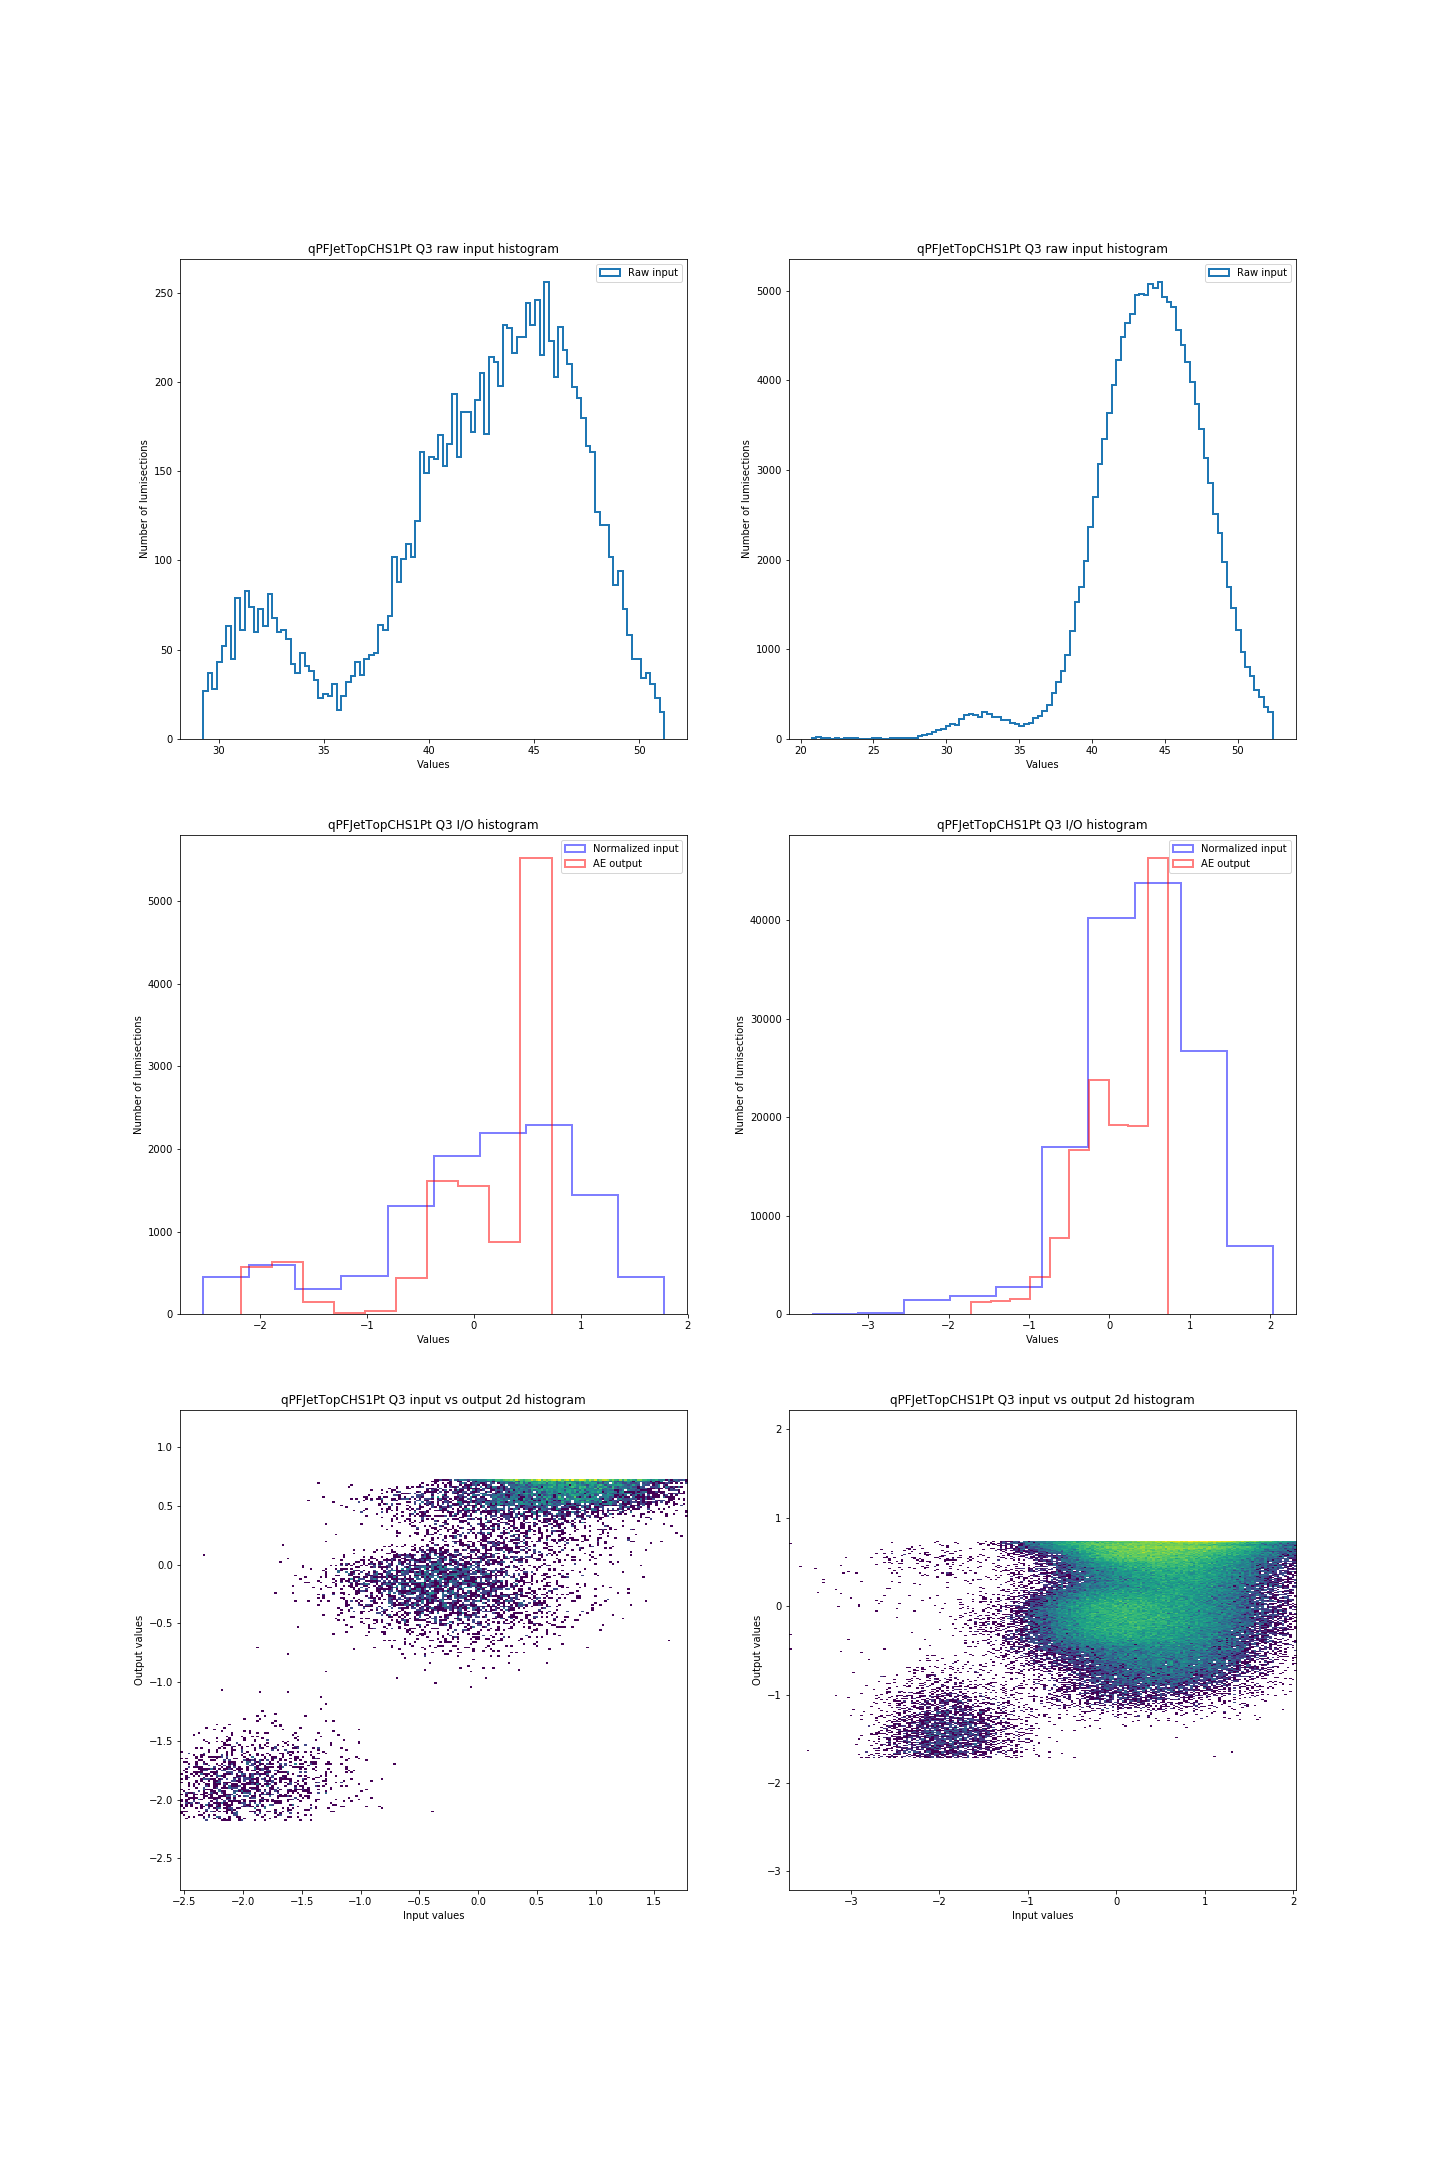 qPFJetTopCHS1Pt Q3 raw input histogram
Raw input
250
200
150
100
50
0
Number of lumisections
30 35 40 45 50
Values
qPFJetTopCHS1Pt Q3 raw input histogram
Raw input
5000
4000
3000
2000
1000
0
Number of lumisections
20 25 30 35 40 45 50
Values
qPFJetTopCHS1Pt Q3 I/O histogram
Normalized input
AE output
5000
4000
3000
2000
1000
0
Number of lumisections
−2 −1 0 1 2
Values
qPFJetTopCHS1Pt Q3 I/O histogram
Normalized input
AE output
40000
30000
20000
10000
0
Number of lumisections
−3 −2 −1 0 1 2
Values
qPFJetTopCHS1Pt Q3 input vs output 2d histogram
1.0
0.5
0.0
−0.5
−1.0
−1.5
−2.0
−2.5
Output values
−2.5 −2.0 −1.5 −1.0 −0.5 0.0 0.5 1.0 1.5
Input values
qPFJetTopCHS1Pt Q3 input vs output 2d histogram
2
1
0
−1
−2
−3
Output values
−3 −2 −1 0 1 2
Input values